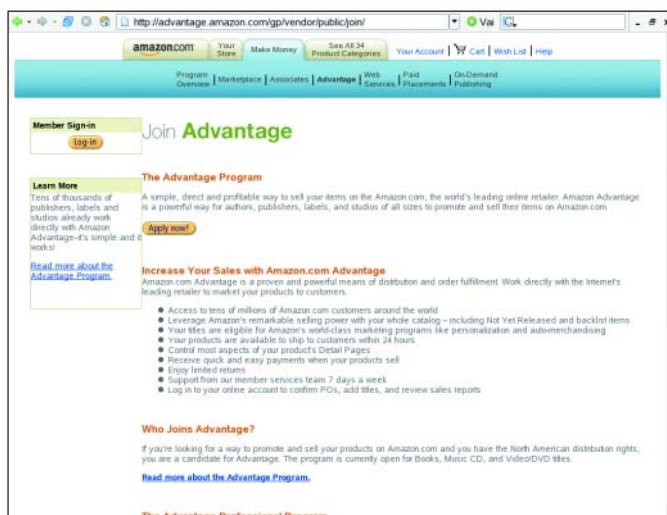 http://advantage.amazon.com/gp/vendor/public/join/ Vai
amazon.com Your Store Make Money See All 34 Product Categories Your Account Cart Wish List Help
Program Overview Marketplace Associates Advantage Web Services Paid Placements On-Demand Publishing
Member Sign-in
Log-in
Learn More
Tens of thousands of
publishers, labels and
studios already work
directly with Amazon
Advantage-it's simple and it
works!
Read more about the
Advantage Program.
Join Advantage
The Advantage Program
A simple, direct and profitable way to sell your items on the Amazon.com, the world's leading online retailer. Amazon Advantage
is a powerful way for authors, publishers, labels, and studios of all sizes to promote and sell their items on Amazon.com.
Apply now!
Increase Your Sales with Amazon.com Advantage
Amazon.com Advantage is a proven and powerful means of distribution and order fulfillment. Work directly with the Internet's
leading retailer to market your products to customers.
Access to tens of millions of Amazon.com customers around the world
Leverage Amazon's remarkable selling power with your whole catalog – including Not Yet Released and backlist items
Your titles are eligible for Amazon's world-class marketing programs like personalization and auto-merchandising
Your products are available to ship to customers within 24 hours
Control most aspects of your product's Detail Pages
Receive quick and easy payments when your products sell
Enjoy limited returns
Support from our member services team 7 days a week
Log in to your online account to confirm POs, add titles, and review sales reports
Who Joins Advantage?
If you're looking for a way to promote and sell your products on Amazon.com and you have the North American distribution rights,
you are a candidate for Advantage. The program is currently open for Books, Music CD, and Video/DVD titles.
Read more about the Advantage Program.
The Advantage Professional Program